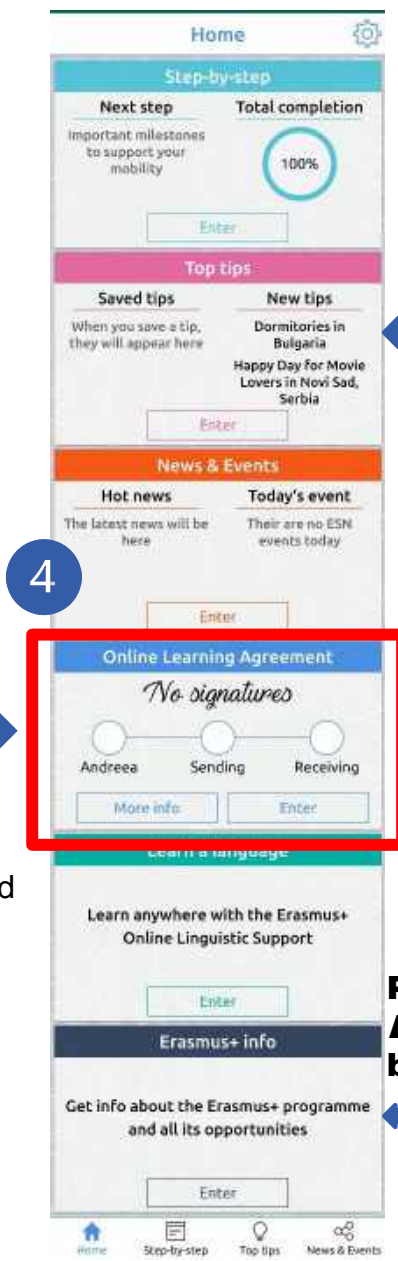 Home
Step-by-step
Next step
Important milestones
to support your
mobility
Total completion
100%
Enter
Top tips
Saved tips
When you save a tip,
they will appear here
New tips
Dormitories in
Bulgaria
Happy Day for Movie
Lovers in Novi Sad,
Serbia
Enter
News & Events
Hot news
The latest news will be
here
Today's event
Their are no ESN
events today
4
Enter
Online Learning Agreement
No signatures
Andreea
Sending
Receiving
More info
Enter
Learn a language
Learn anywhere with the Erasmus+
Online Linguistic Support
Enter
Erasmus+ info
Get info about the Erasmus+ programme
and all its opportunities
Enter
Home
Step-by-step
Top tips
News & Events